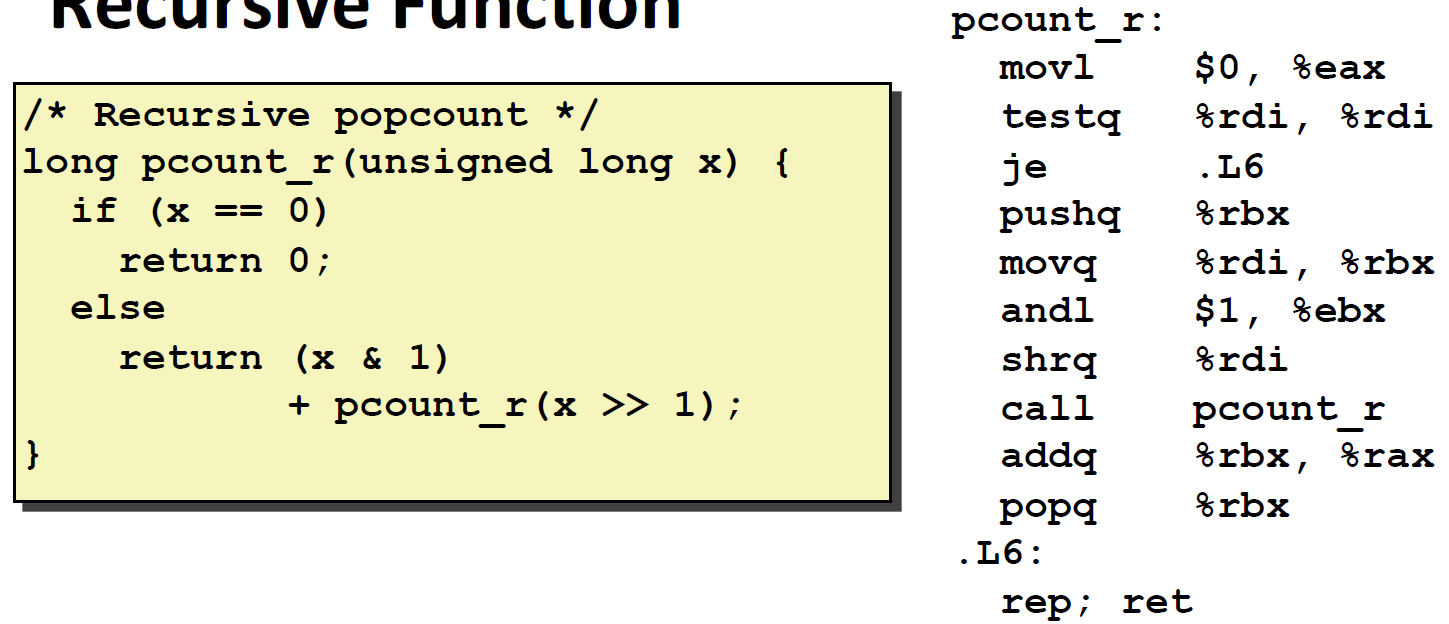 Recursive Function
/* Recursive popcount */
long pcount_r(unsigned long x) {
  if (x == 0)
    return 0;
  else
    return (x & 1)
           + pcount_r(x >> 1);
}
pcount_r:
  movl    $0, %eax
  testq   %rdi, %rdi
  je      .L6
  pushq   %rbx
  movq    %rdi, %rbx
  andl    $1, %ebx
  shrq    %rdi
  call    pcount_r
  addq    %rbx, %rax
  popq    %rbx
.L6:
  rep; ret